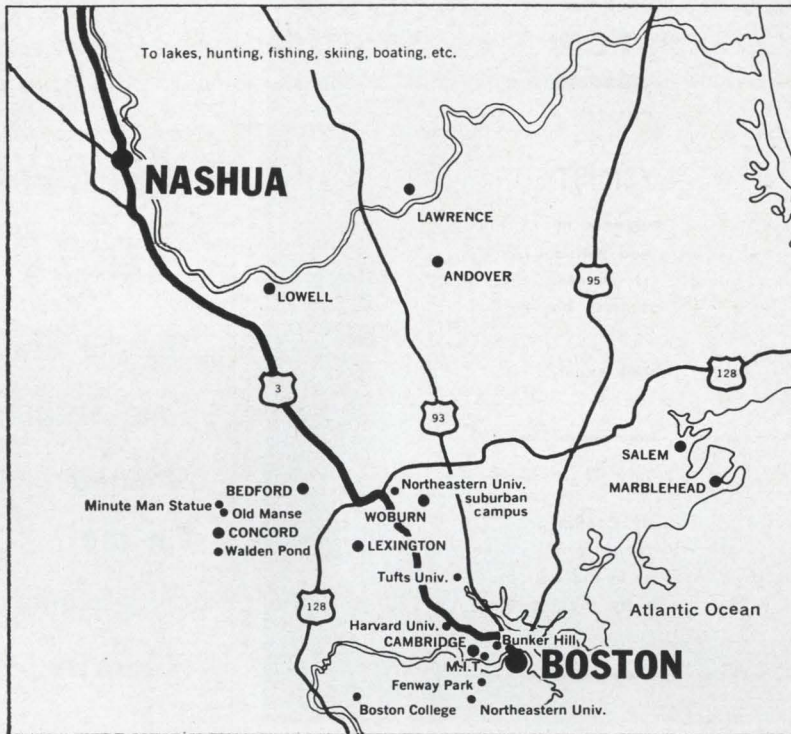 To lakes, hunting, fishing, skiing, boating, etc.
NASHUA
LAWRENCE
ANDOVER
95
LOWELL
128
3
93
SALEM
BEDFORD
Northeastern Univ.
suburban
campus
MARBLEHEAD
Minute Man Statue
Old Manse
WOBURN
CONCORD
LEXINGTON
Walden Pond
Tufts Univ.
128
Atlantic Ocean
Harvard Univ.
CAMBRIDGE
Bunker Hill
M.I.T.
BOSTON
Fenway Park
Boston College
Northeastern Univ.